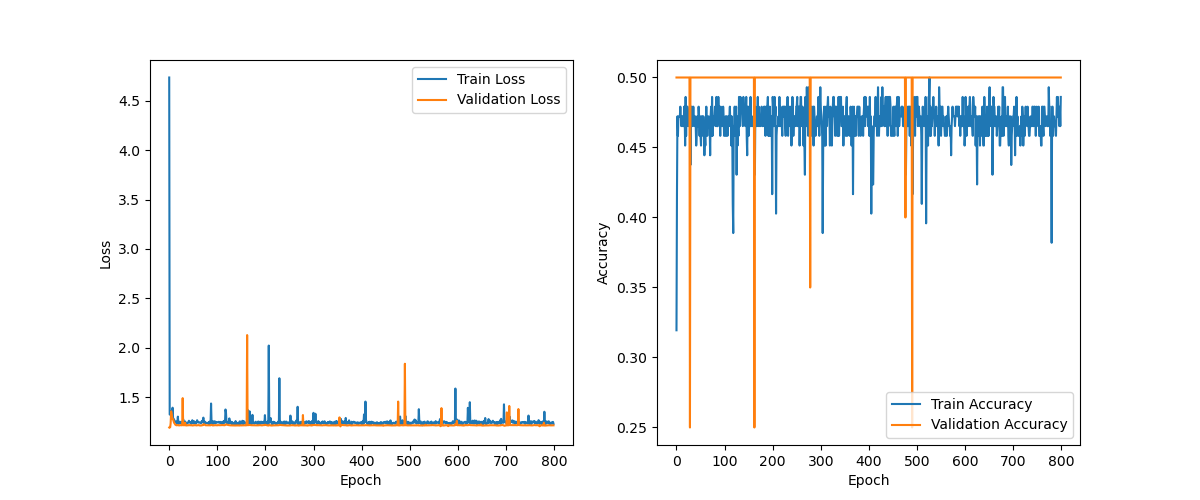 4.5
4.0
3.5
3.0
2.5
2.0
1.5
0 100 200 300 400 500 600 700 800
Loss
Epoch
Train Loss
Validation Loss
0.50
0.45
0.40
0.35
0.30
0.25
0 100 200 300 400 500 600 700 800
Accuracy
Epoch
Train Accuracy
Validation Accuracy